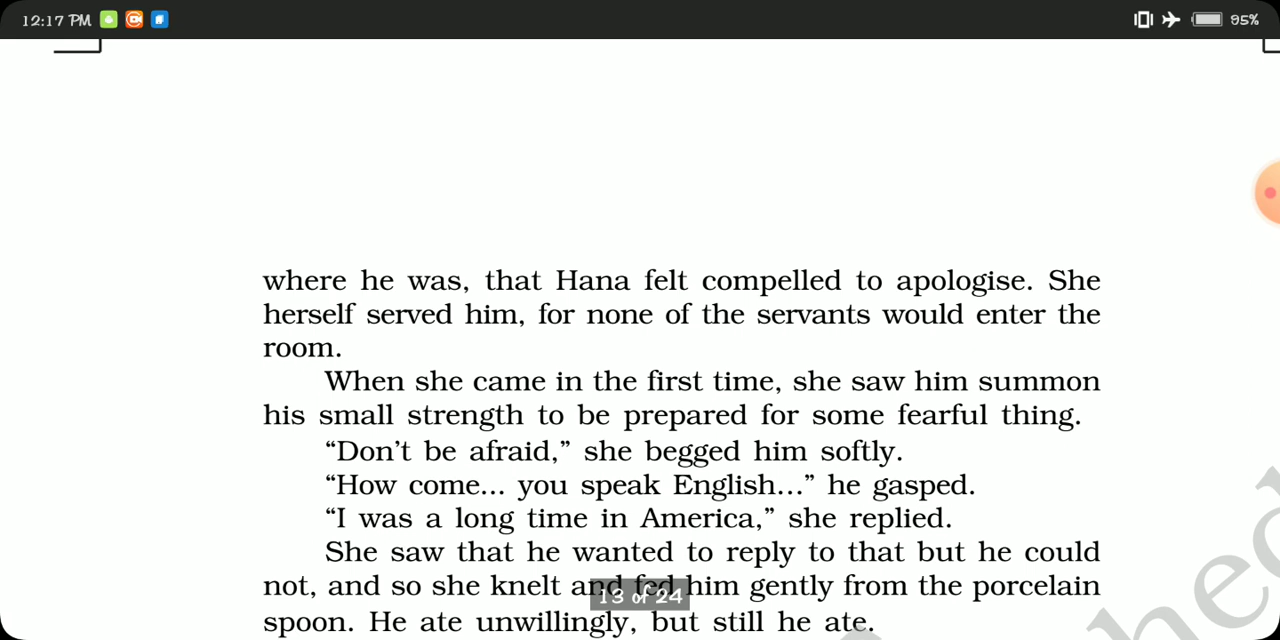 12:17 PM
95%
where he was, that Hana felt compelled to apologise. She
herself served him, for none of the servants would enter the
room.
When she came in the first time, she saw him summon
his small strength to be prepared for some fearful thing.
“Don’t be afraid,” she begged him softly.
“How come... you speak English...” he gasped.
“I was a long time in America,” she replied.
She saw that he wanted to reply to that but he could
not, and so she knelt and fed him gently from the porcelain
13 of 24
spoon. He ate unwillingly, but still he ate.
hed